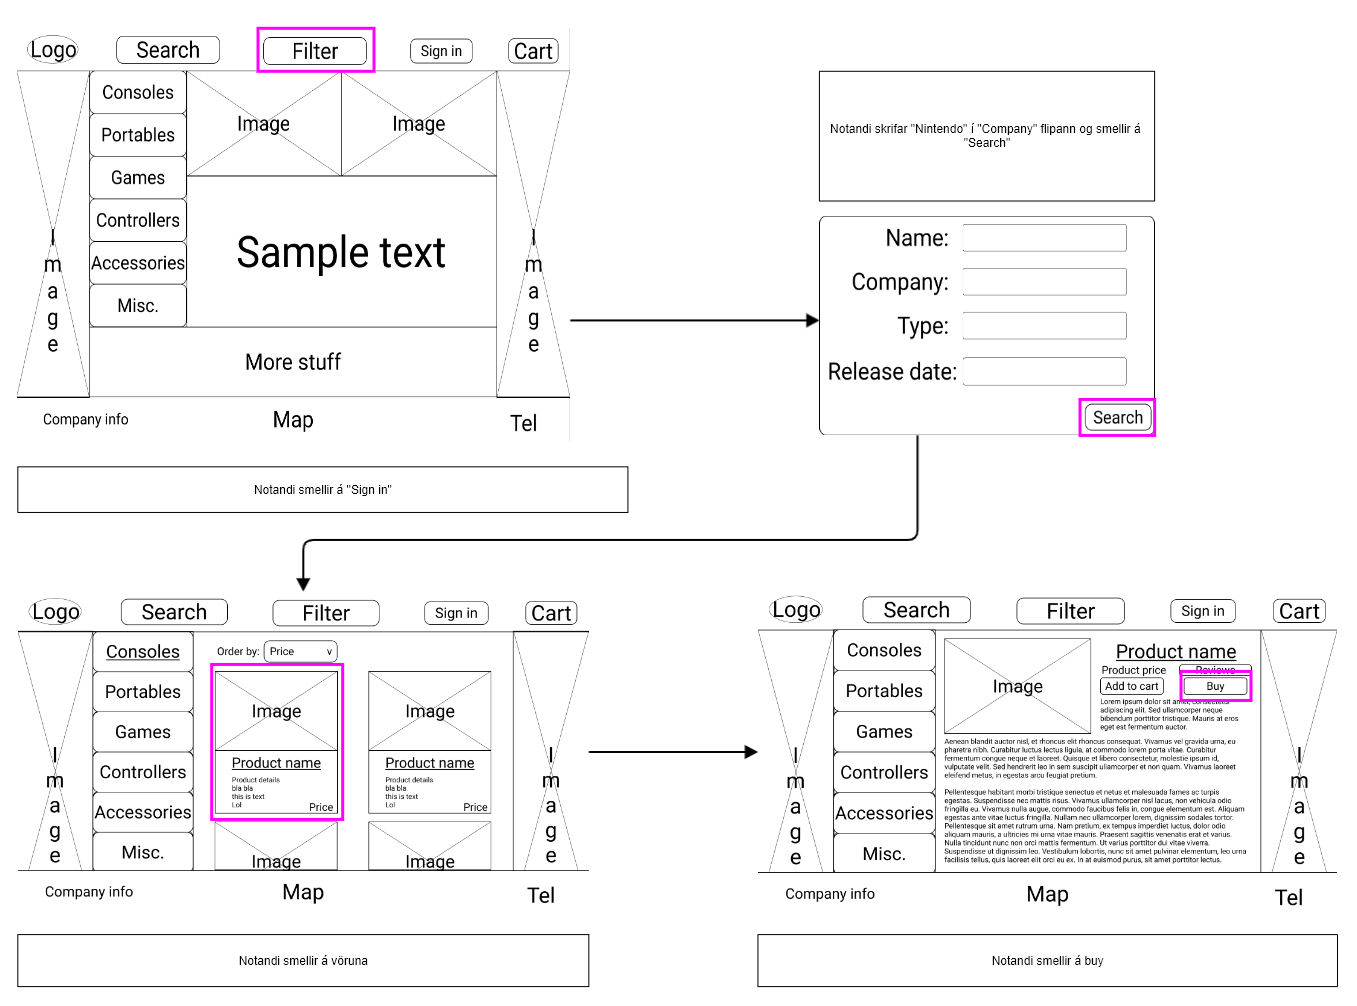 Logo
Search
Filter
Sign in
Cart
Consoles
Portables
Games
Controllers
Accessories
Misc.
Image
Image
Image
Image
Sample text
More stuff
Company info
Map
Tel
Notandi smellir á "Sign in"
Notandi skrifar "Nintendo" í "Company" flipann og smellir á
"Search"
Name:
Company:
Type:
Release date:
Search
Logo
Search
Filter
Sign in
Cart
Consoles
Portables
Games
Controllers
Accessories
Misc.
Order by:
Price
v
Image
Product name
Product details
bla bla
this is text
Lol
Price
Image
Product name
Product details
bla bla
this is text
Lol
Price
Image
Image
Image
Image
Company info
Map
Tel
Notandi smellir á vöruna
Logo
Search
Filter
Sign in
Cart
Consoles
Portables
Games
Controllers
Accessories
Misc.
Image
Image
Image
Product name
Product price
Reviews
Add to cart
Buy
Lorem ipsum dolor sit amet, consectetur
adipiscing elit. Sed ullamcorper neque
bibendum porttitor tristique. Mauris at eros
eget est fermentum auctor.
Aenean blandit auctor nisl, et rhoncus elit rhoncus consequat. Vivamus vel gravida urna, eu
pharetra nibh. Curabitur luctus lectus ligula, at commodo lorem porta vitae. Curabitur
fermentum congue neque et laoreet. Quisque et libero consectetur, molestie ipsum id,
vulputate velit. Sed hendrerit leo in sem suscipit ullamcorper et non quam. Vivamus laoreet
eleifend metus, in egestas arcu feugiat pretium.
Pellentesque habitant morbi tristique senectus et netus et malesuada fames ac turpis
egestas. Suspendisse nec mattis risus. Vivamus ullamcorper nisl lacus, non vehicula odio
fringilla eu. Vivamus nulla augue, commodo faucibus felis in, congue elementum est. Aliquam
egestas ante vitae luctus fringilla. Nullam nec ullamcorper lorem, dignissim sodales tortor.
Pellentesque sit amet rutrum urna. Nam pretium, ex tempus imperdiet luctus, dolor odio
aliquam mauris, a ultricies mi urna vitae mauris. Praesent sagittis venenatis erat et varius.
Nulla tincidunt nunc non orci mattis fermentum. Ut varius porttitor dui vitae viverra.
Suspendisse ut dignissim leo. Vestibulum lobortis, nunc sit amet pulvinar elementum, leo urna
facilisis tellus, quis laoreet elit orci eu ex. In at euismod purus, sit amet porttitor lectus.
Company info
Map
Tel
Notandi smellir á buy